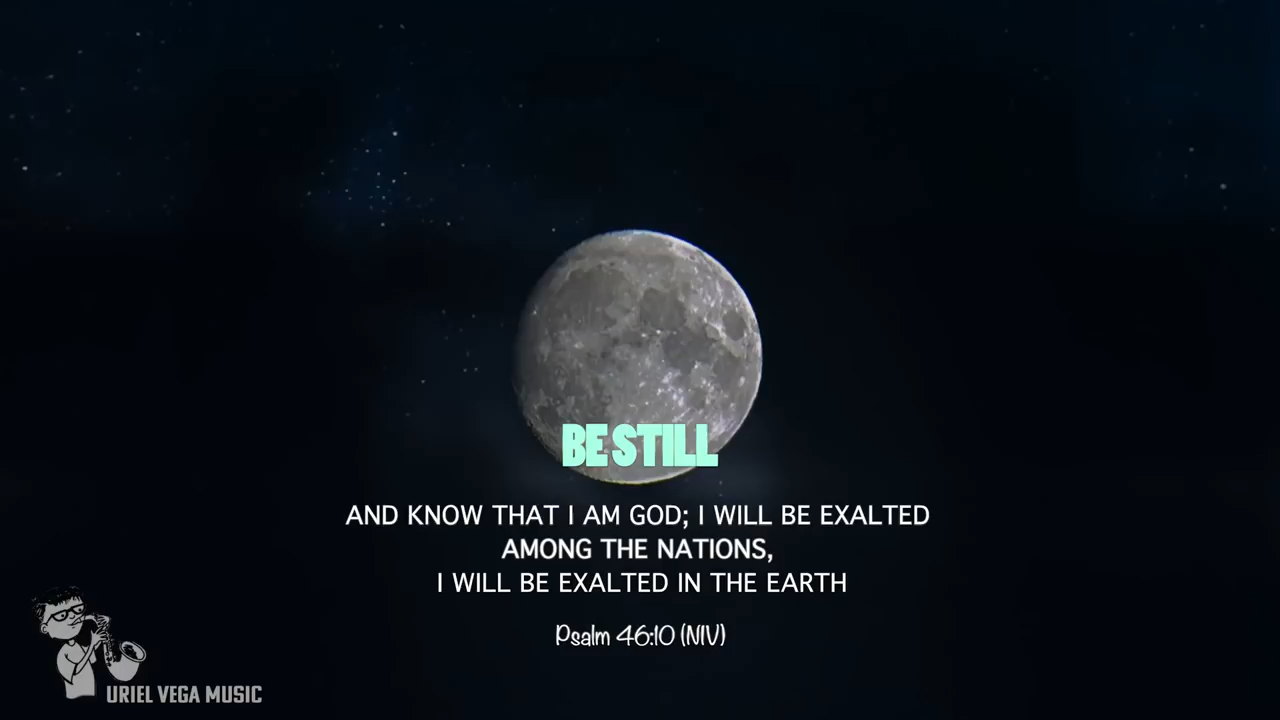 BE STILL
AND KNOW THAT I AM GOD; I WILL BE EXALTED
AMONG THE NATIONS,
I WILL BE EXALTED IN THE EARTH
Psalm 46:10 (NIV)
URIEL VEGA MUSIC